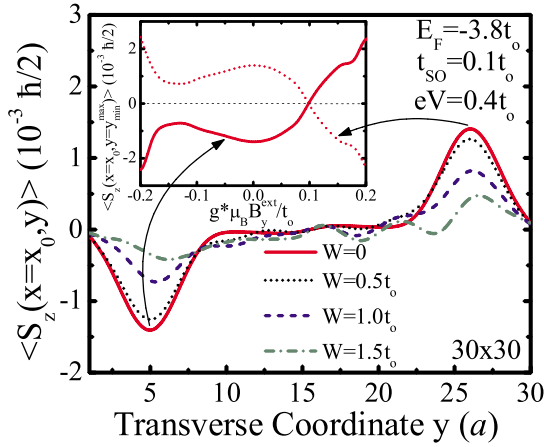 <S_z(x=x_0,y)> (10^-3 ħ/2)
3
2
1
0
-1
-2
5
10
15
20
25
30
Transverse Coordinate y (a)
E_F=-3.8t_o
t_SO=0.1t_o
eV=0.4t_o
W=0
W=0.5t_o
W=1.0t_o
W=1.5t_o
30x30
<S_z(x=x_0,y=y^max_min)> (10^-3 ħ/2)
2
0
-2
-0.2
-0.1
0.0
0.1
0.2
g*μ_B B_y^ext/t_o